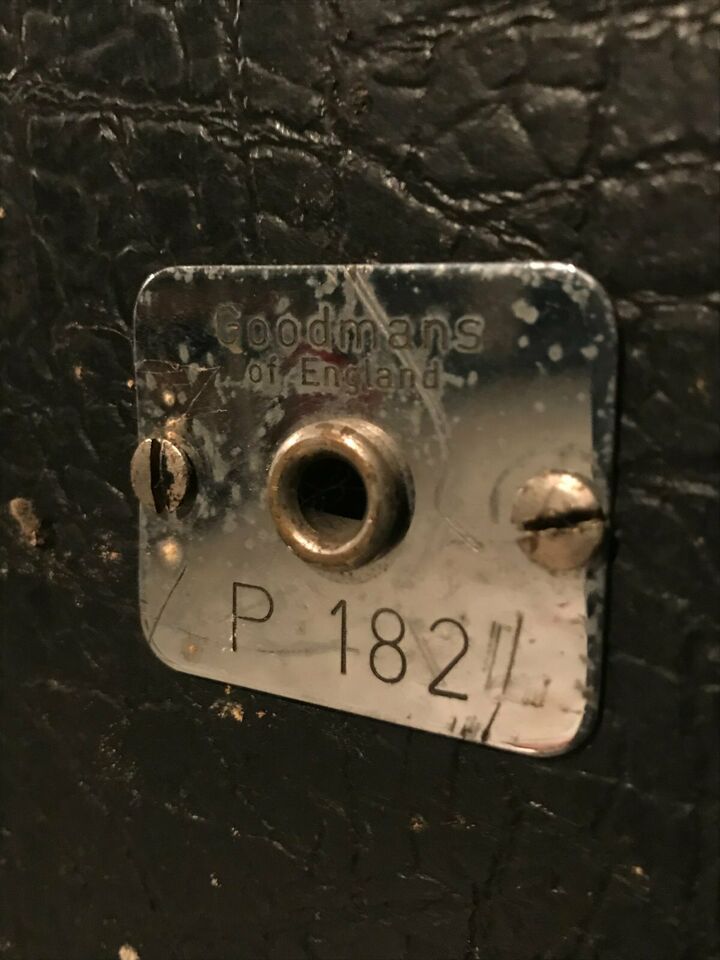 Goodmans
of England
P 182